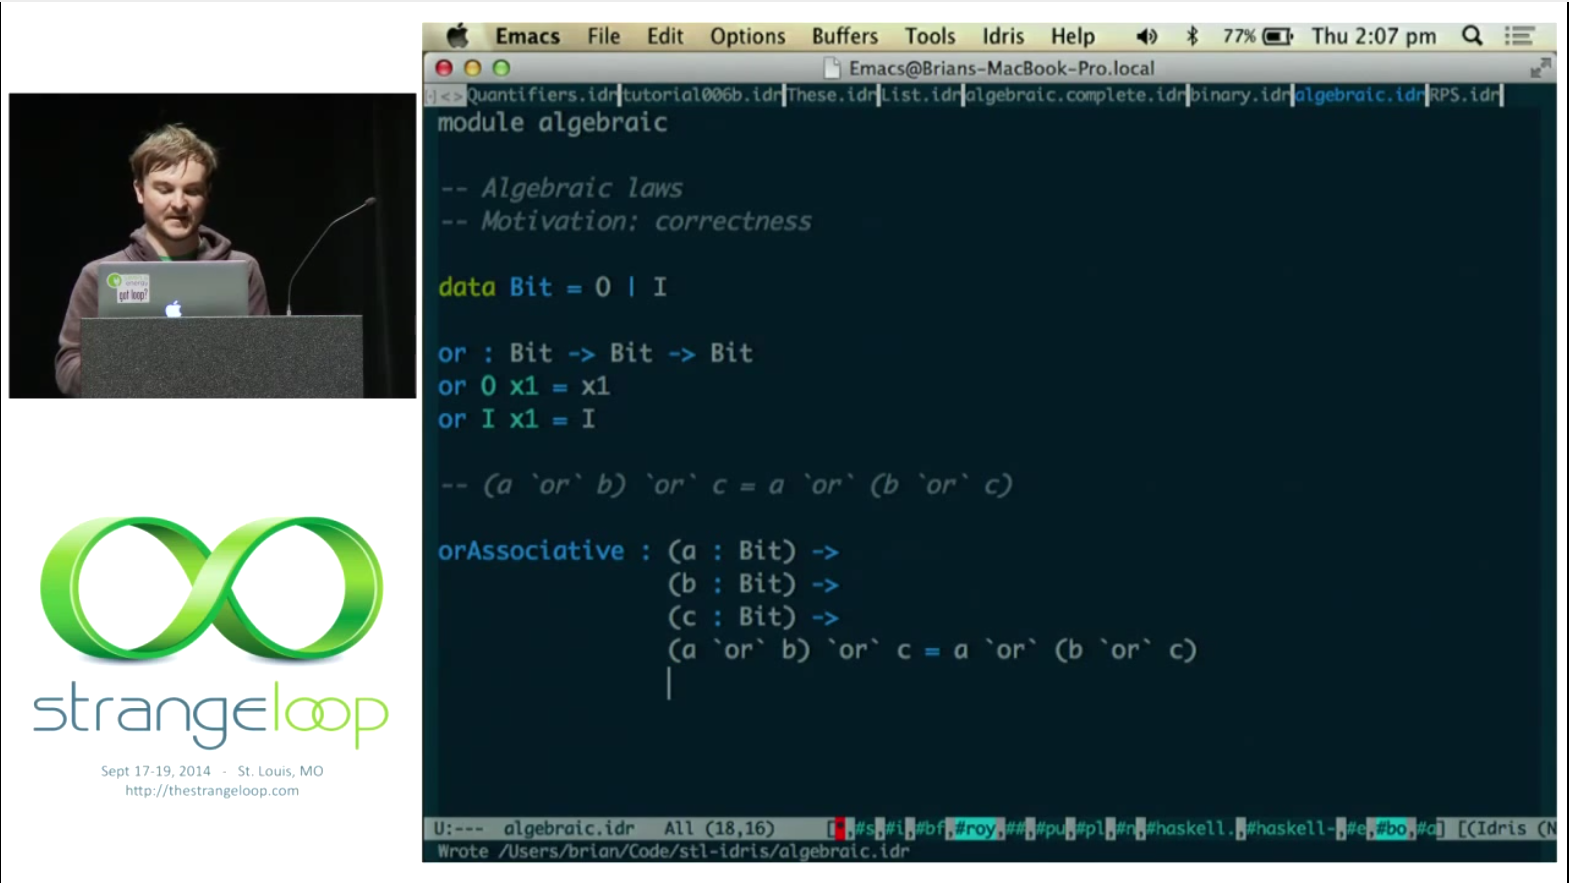 Emacs File Edit Options Buffers Tools Idris Help 77% Thu 2:07 pm
Emacs@Brians-MacBook-Pro.local
[-]<>Quantifiers.idr|tutorial006b.idr|These.idr|List.idr|algebraic.complete.idr|binary.idr|algebraic.idr|RPS.idr|
module algebraic
-- Algebraic laws
-- Motivation: correctness
data Bit = O | I
or : Bit -> Bit -> Bit
or O x1 = x1
or I x1 = I
-- (a `or` b) `or` c = a `or` (b `or` c)
orAssociative : (a : Bit) ->
(b : Bit) ->
(c : Bit) ->
(a `or` b) `or` c = a `or` (b `or` c)
U:--- algebraic.idr All (18,16) [*,#s,#i,#bf,#roy,##,#pu,#pl,#n,#haskell.,#haskell-,#e,#bo,#a] [(Idris (N
Wrote /Users/brian/Code/stl-idris/algebraic.idr
got loop?
strangeloop
Sept 17-19, 2014 - St. Louis, MO
http://thestrangeloop.com